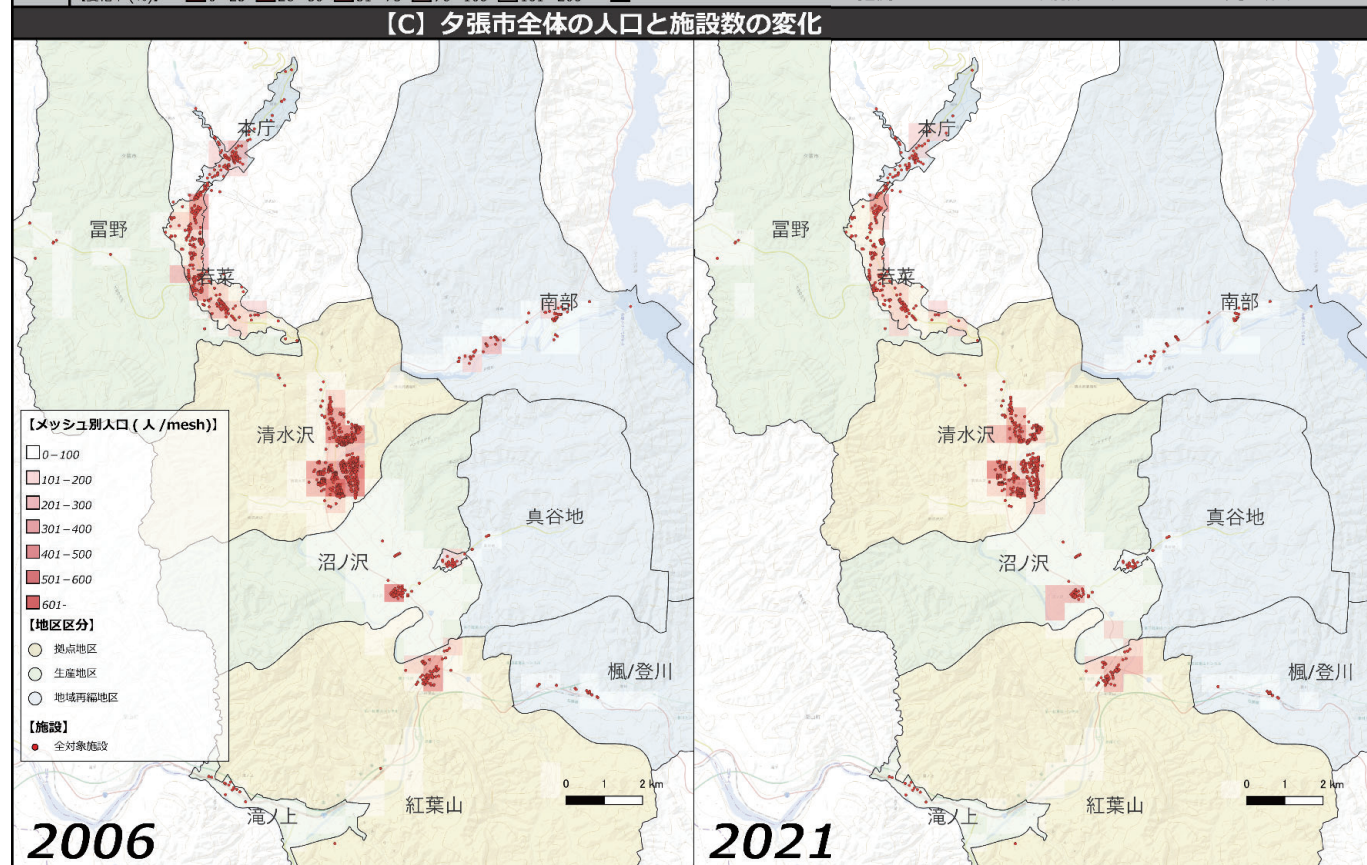 【C】夕張市全体の人口と施設数の変化
本庁
冨野
若菜
南部
清水沢
真谷地
沼ノ沢
楓/登川
紅葉山
滝ノ上
【メッシュ別人口 ( 人 /mesh)】
0−100
101−200
201−300
301−400
401−500
501−600
601-
【地区区分】
拠点地区
生産地区
地域再編地区
【施設】
全対象施設
0 1 2 km
2006
本庁
冨野
若菜
南部
清水沢
真谷地
沼ノ沢
楓/登川
紅葉山
滝ノ上
0 1 2 km
2021